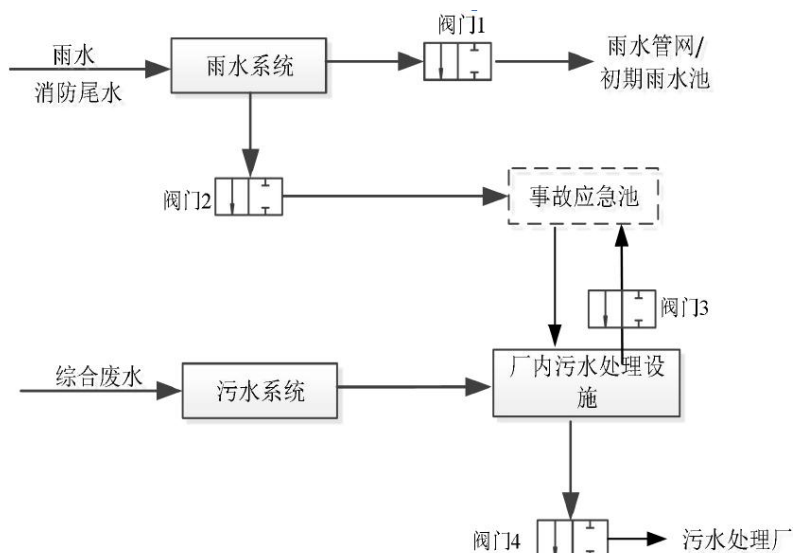 阀门1
雨水
消防尾水
雨水系统
雨水管网/
初期雨水池
阀门2
事故应急池
阀门3
综合废水
污水系统
厂内污水处理设
施
阀门4
污水处理厂